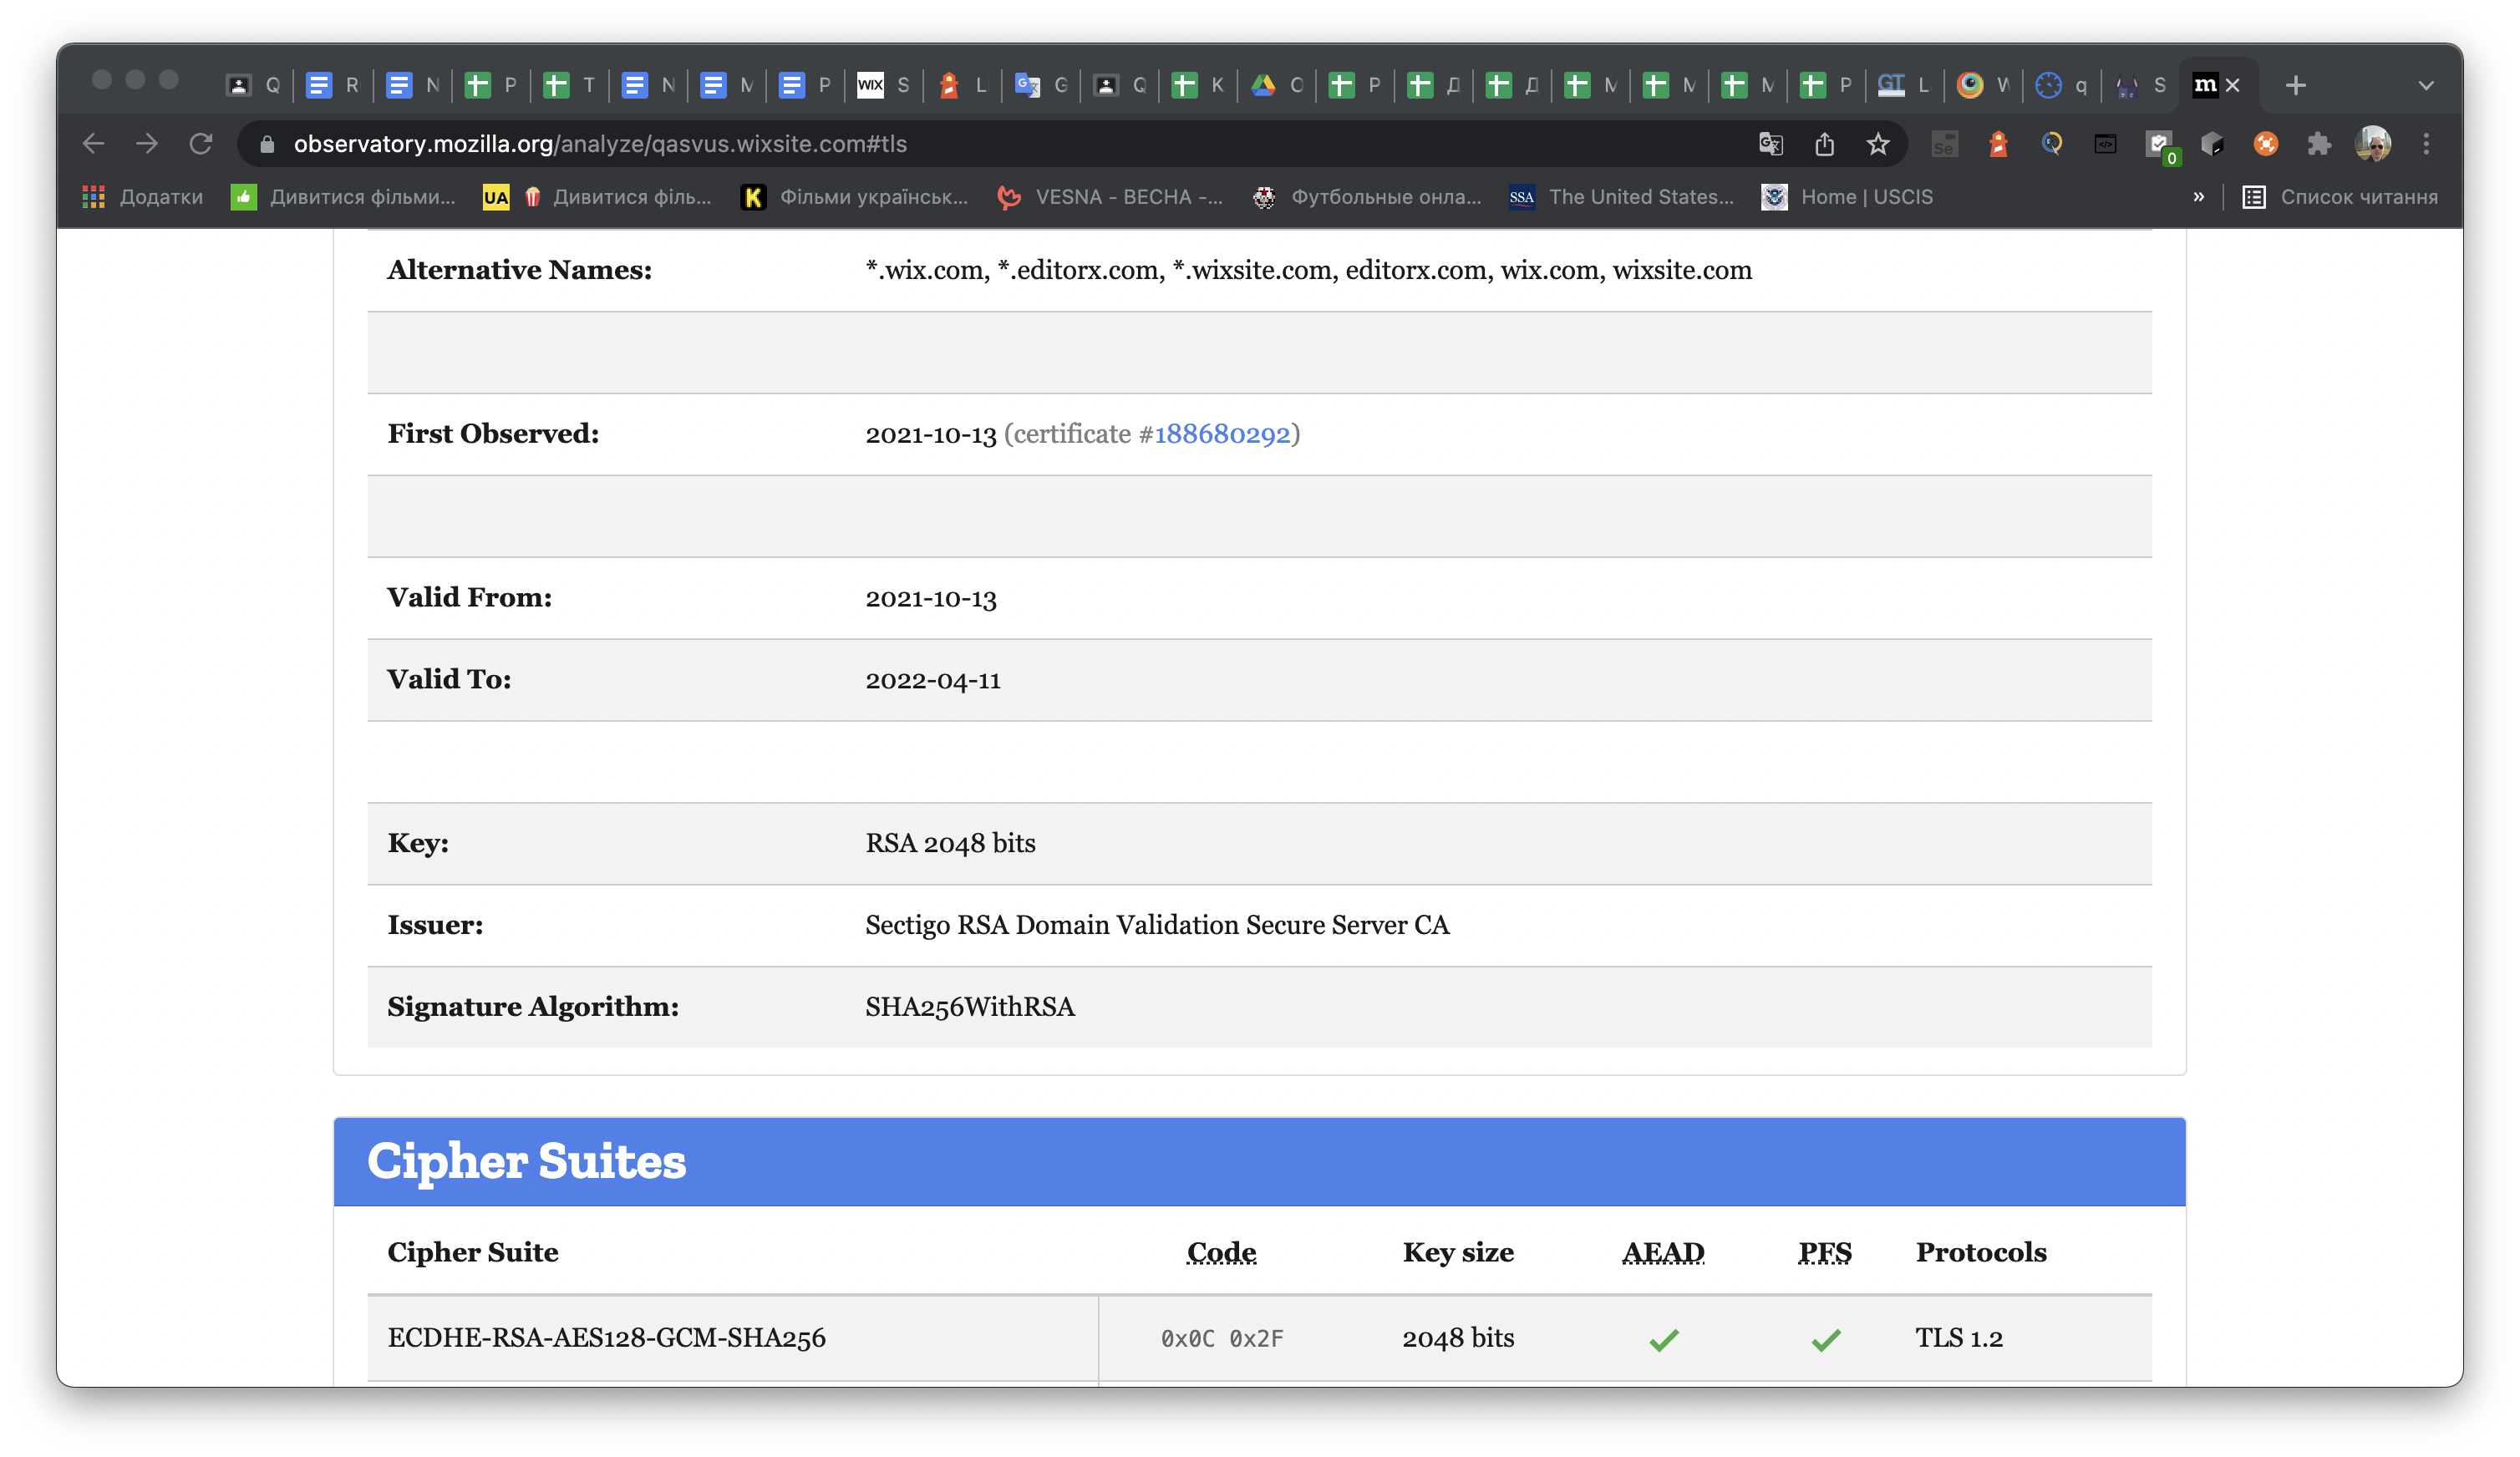 Q R N P T N M P WIX S L G Q K O P Д Д M M M P GT L W q S m
observatory.mozilla.org/analyze/qasvus.wixsite.com#tls
Se 0
Додатки Дивитися фільми... UA Дивитися філь... K Фільми українськ... VESNA - ВЕСНА -... Футбольные онла... SSA The United States... Home | USCIS » Список читання
Alternative Names: *.wix.com, *.editorx.com, *.wixsite.com, editorx.com, wix.com, wixsite.com
First Observed: 2021-10-13 (certificate #188680292)
Valid From: 2021-10-13
Valid To: 2022-04-11
Key: RSA 2048 bits
Issuer: Sectigo RSA Domain Validation Secure Server CA
Signature Algorithm: SHA256WithRSA
Cipher Suites
Cipher Suite Code Key size AEAD PFS Protocols
ECDHE-RSA-AES128-GCM-SHA256 0x0C 0x2F 2048 bits TLS 1.2